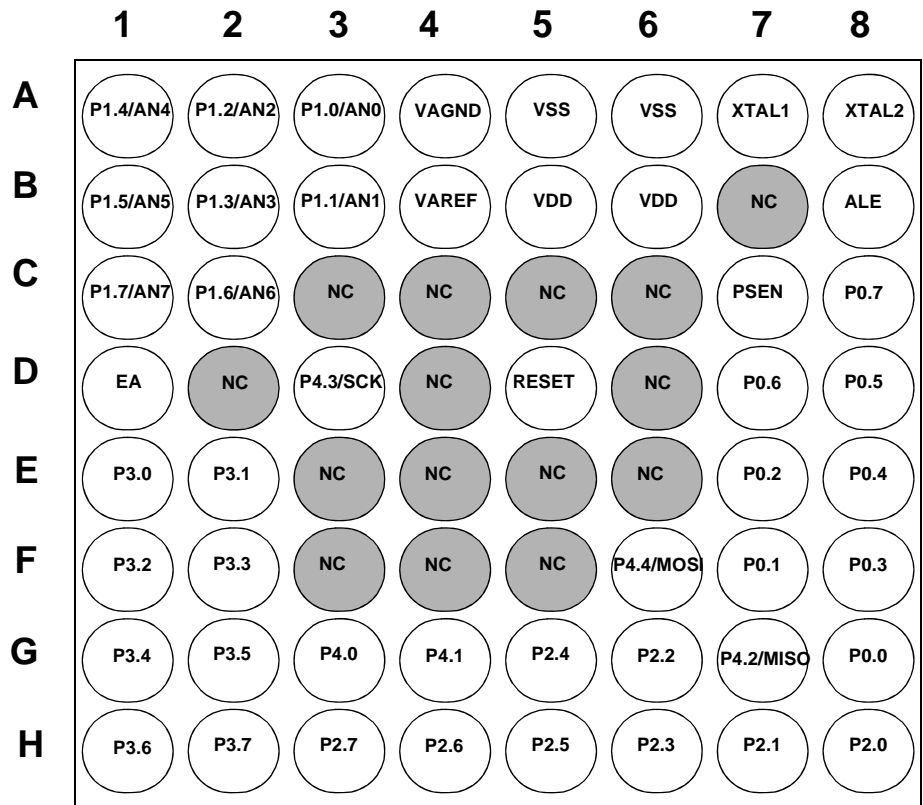 1 2 3 4 5 6 7 8
A P1.4/AN4 P1.2/AN2 P1.0/AN0 VAGND VSS VSS XTAL1 XTAL2
B P1.5/AN5 P1.3/AN3 P1.1/AN1 VAREF VDD VDD NC ALE
C P1.7/AN7 P1.6/AN6 NC NC NC NC PSEN P0.7
D EA NC P4.3/SCK NC RESET NC P0.6 P0.5
E P3.0 P3.1 NC NC NC NC P0.2 P0.4
F P3.2 P3.3 NC NC NC P4.4/MOSI P0.1 P0.3
G P3.4 P3.5 P4.0 P4.1 P2.4 P2.2 P4.2/MISO P0.0
H P3.6 P3.7 P2.7 P2.6 P2.5 P2.3 P2.1 P2.0